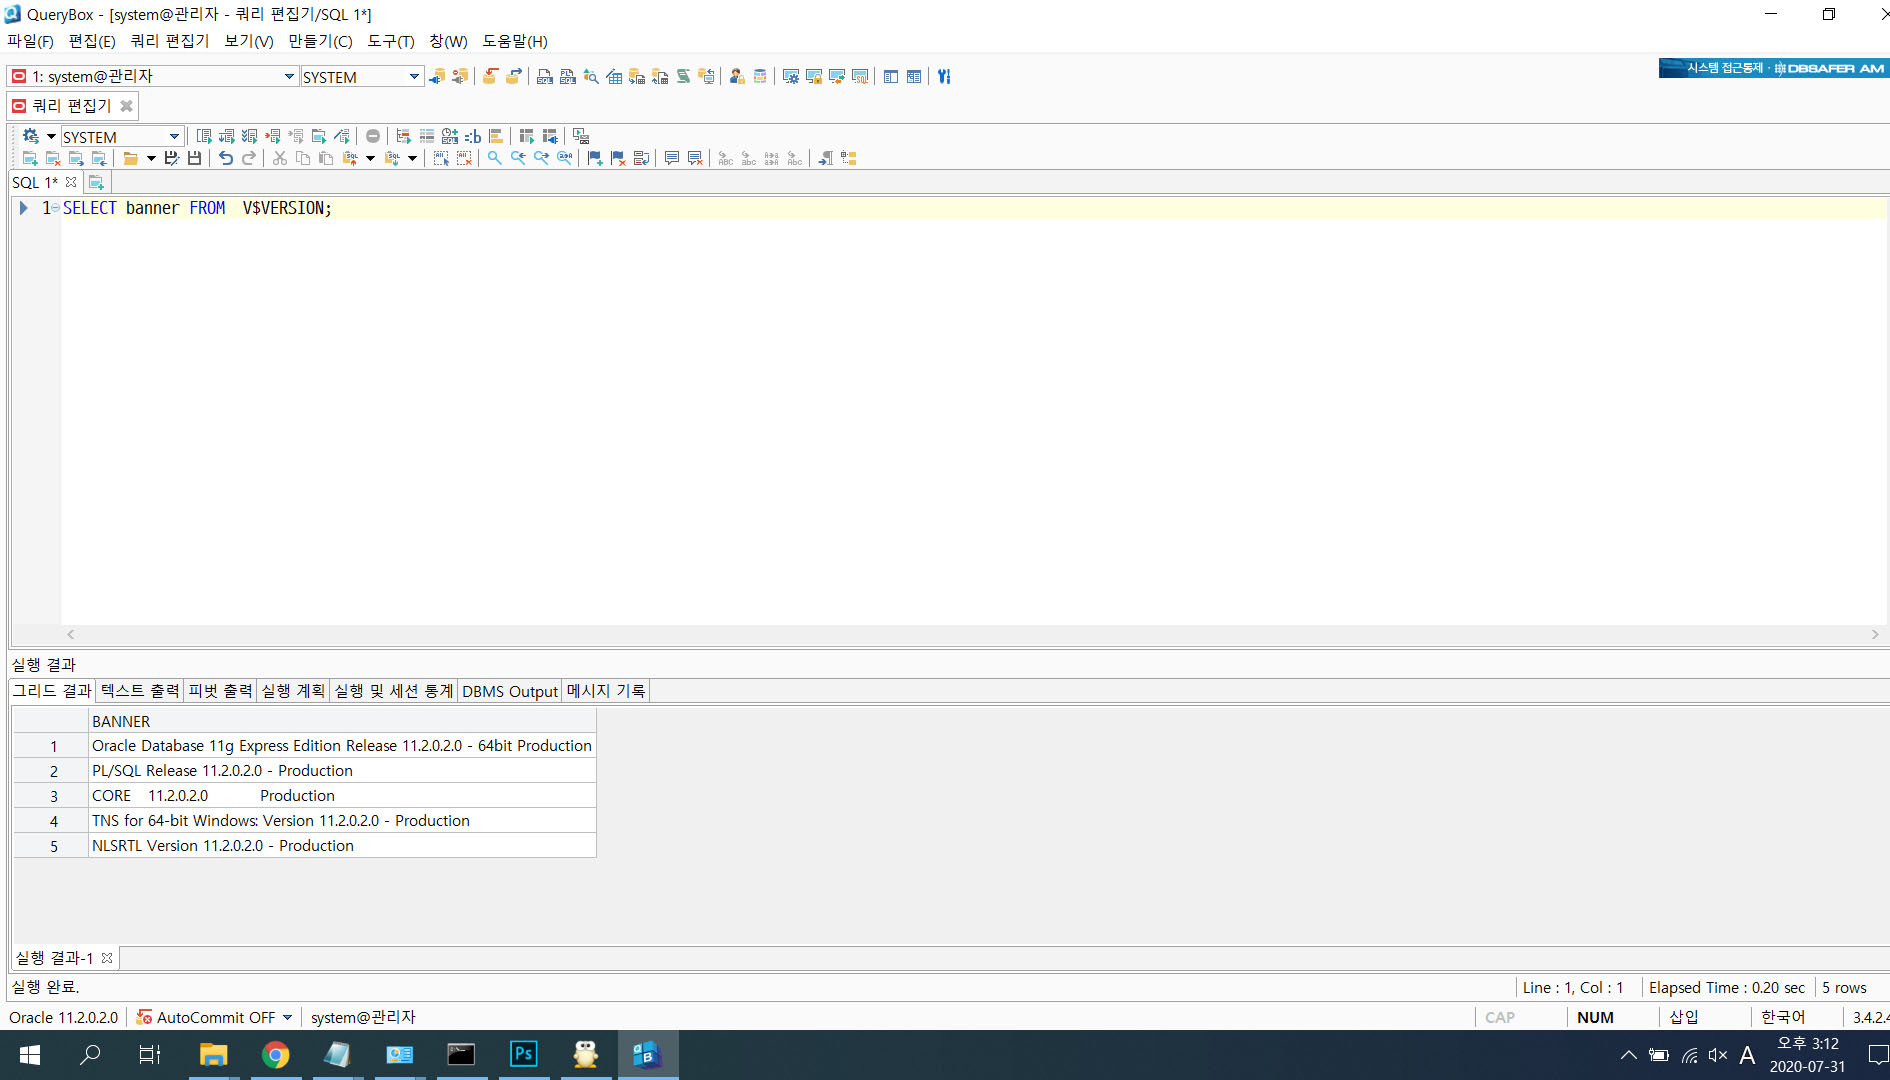 QueryBox - [system@관리자 - 쿼리 편집기/SQL 1*]
파일(F) 편집(E) 쿼리 편집기 보기(V) 만들기(C) 도구(T) 창(W) 도움말(H)
1: system@관리자 SYSTEM
시스템 접근통제 · DBSAFER AM
쿼리 편집기
SYSTEM
SQL 1*
1 SELECT banner FROM  V$VERSION;
실행 결과
그리드 결과 텍스트 출력 피벗 출력 실행 계획 실행 및 세션 통계 DBMS Output 메시지 기록
BANNER
1 Oracle Database 11g Express Edition Release 11.2.0.2.0 - 64bit Production
2 PL/SQL Release 11.2.0.2.0 - Production
3 CORE 11.2.0.2.0 Production
4 TNS for 64-bit Windows: Version 11.2.0.2.0 - Production
5 NLSRTL Version 11.2.0.2.0 - Production
실행 결과-1
실행 완료. Line : 1, Col : 1 Elapsed Time : 0.20 sec 5 rows
Oracle 11.2.0.2.0 AutoCommit OFF system@관리자 CAP NUM 삽입 한국어 3.4.2.4
Ps A 오후 3:12
2020-07-31